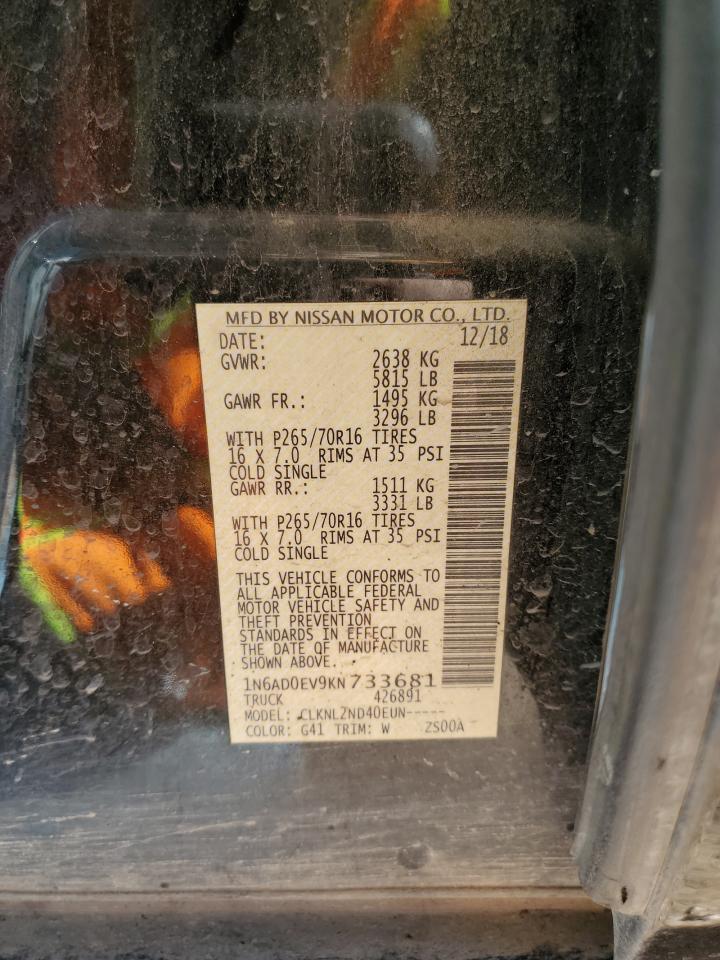 MFD BY NISSAN MOTOR CO., LTD.
DATE: 12/18
GVWR: 2638 KG
5815 LB
GAWR FR.: 1495 KG
3296 LB
WITH P265/70R16 TIRES
16 X 7.0 RIMS AT 35 PSI
COLD SINGLE
GAWR RR.: 1511 KG
3331 LB
WITH P265/70R16 TIRES
16 X 7.0 RIMS AT 35 PSI
COLD SINGLE
THIS VEHICLE CONFORMS TO
ALL APPLICABLE FEDERAL
MOTOR VEHICLE SAFETY AND
THEFT PREVENTION
STANDARDS IN EFFECT ON
THE DATE OF MANUFACTURE
SHOWN ABOVE.
1N6AD0EV9KN733681
TRUCK 426891
MODEL: CLKNL2ND40EUN-----
COLOR: G41 TRIM: W 2S00A